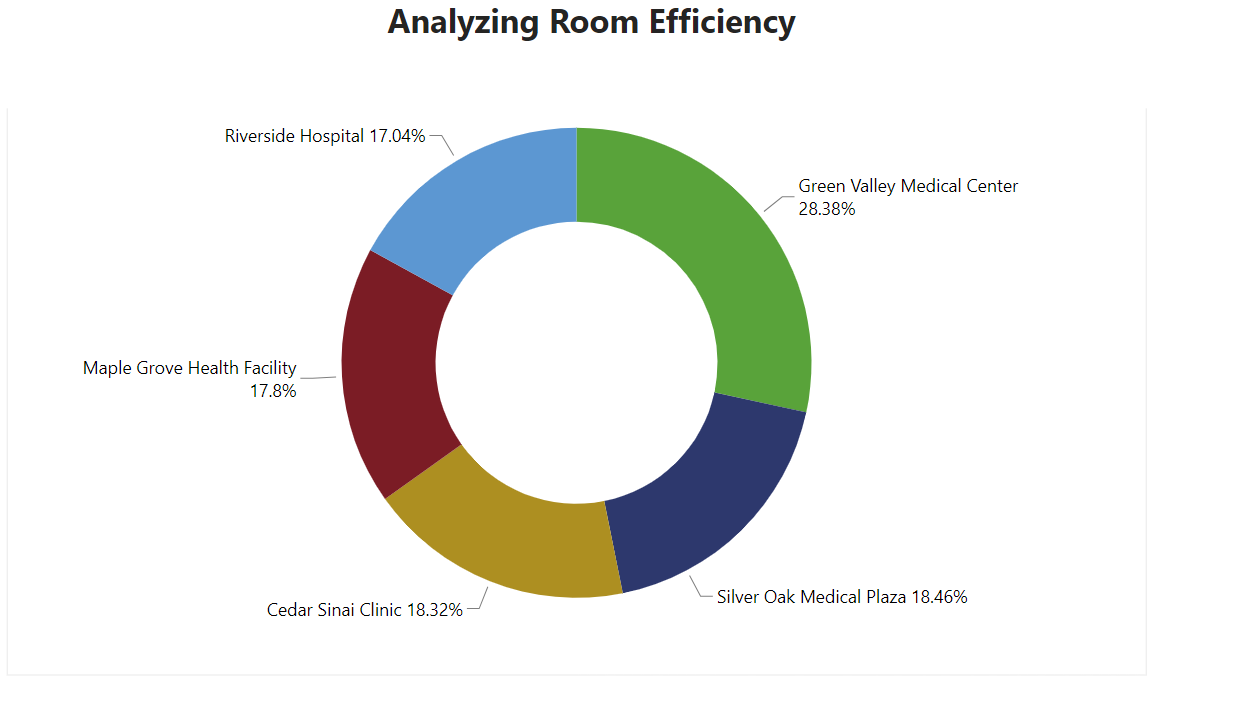 Analyzing Room Efficiency
Riverside Hospital 17.04%
Green Valley Medical Center
28.38%
Maple Grove Health Facility
17.8%
Silver Oak Medical Plaza 18.46%
Cedar Sinai Clinic 18.32%